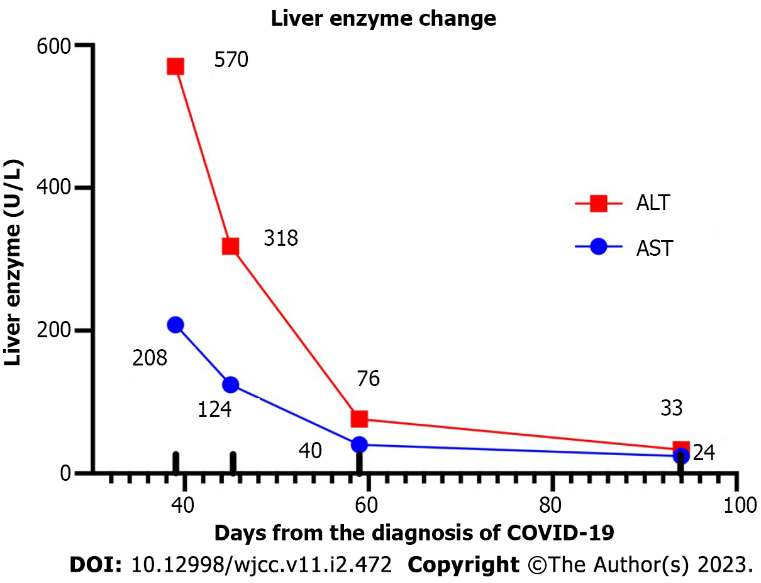 Liver enzyme change
600
570
400
ALT
318
AST
Liver enzyme (U/L)
200
208
76
124
33
40
24
0
40
60
80
100
Days from the diagnosis of COVID-19
DOI: 10.12998/wjcc.v11.i2.472 Copyright ©The Author(s) 2023.